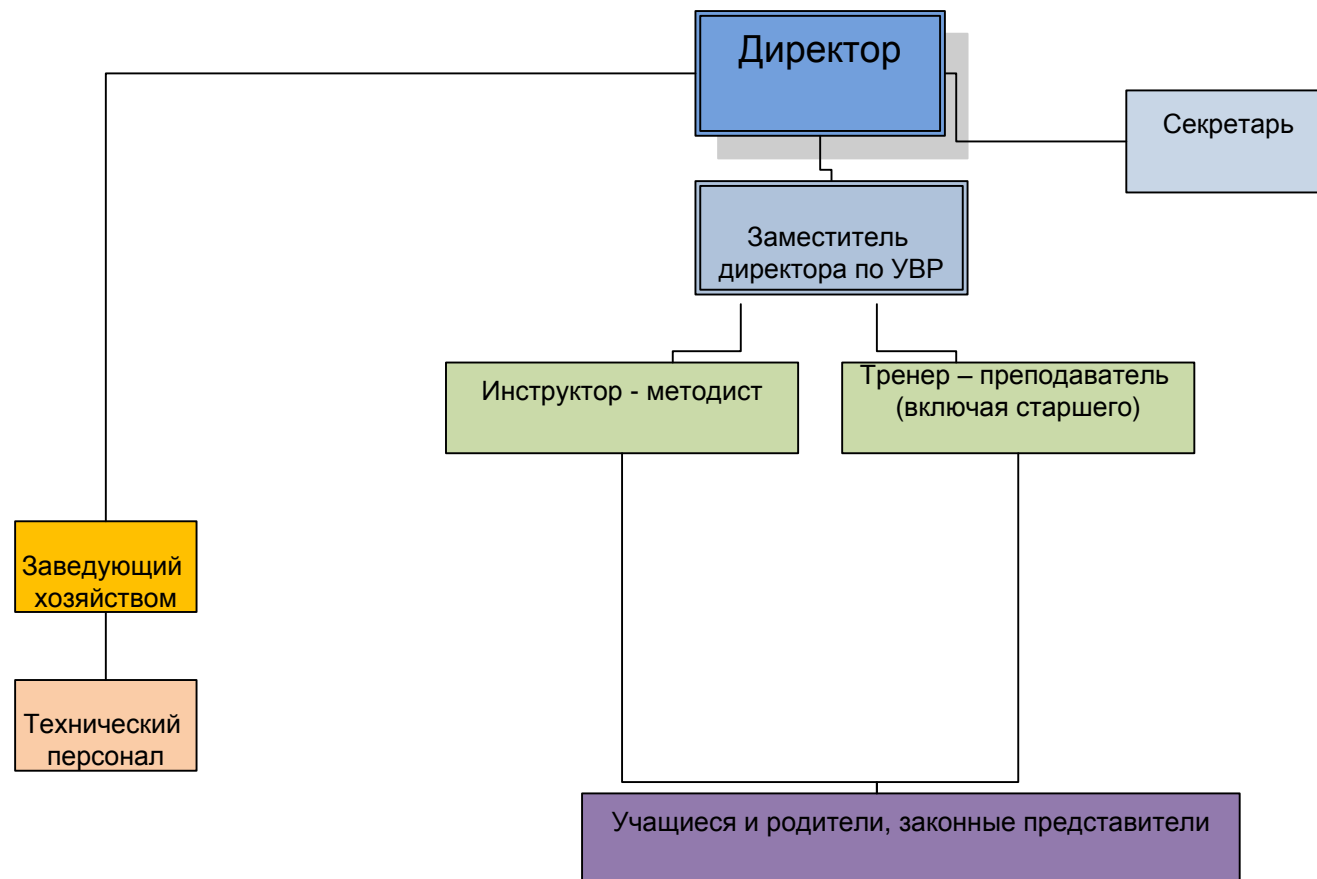 Директор
Секретарь
Заместитель
директора по УВР
Инструктор - методист
Тренер – преподаватель
(включая старшего)
Заведующий
хозяйством
Технический
персонал
Учащиеся и родители, законные представители